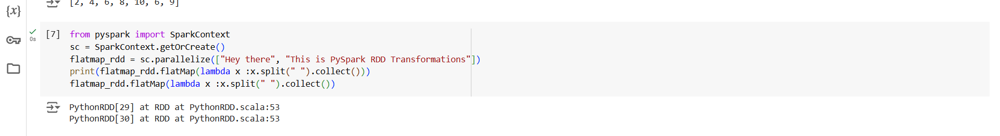 [2, 4, 6, 8, 10, 6, 9]
{x}
0s
[7] from pyspark import SparkContext
sc = SparkContext.getOrCreate()
flatmap_rdd = sc.parallelize(["Hey there", "This is PySpark RDD Transformations"])
print(flatmap_rdd.flatMap(lambda x :x.split(" ").collect()))
flatmap_rdd.flatMap(lambda x :x.split(" ").collect())
PythonRDD[29] at RDD at PythonRDD.scala:53
PythonRDD[30] at RDD at PythonRDD.scala:53